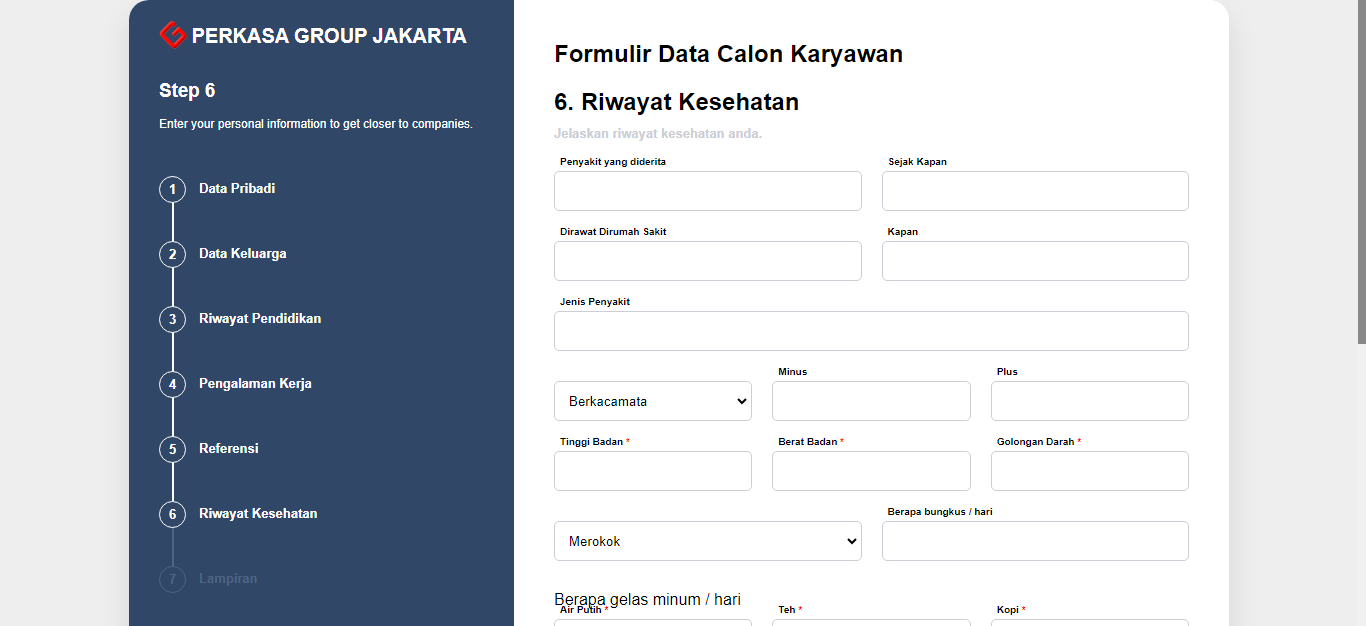 PERKASA GROUP JAKARTA
Step 6
Enter your personal information to get closer to companies.
1 Data Pribadi
2 Data Keluarga
3 Riwayat Pendidikan
4 Pengalaman Kerja
5 Referensi
6 Riwayat Kesehatan
7 Lampiran
Formulir Data Calon Karyawan
6. Riwayat Kesehatan
Jelaskan riwayat kesehatan anda.
Penyakit yang diderita Sejak Kapan
Dirawat Dirumah Sakit Kapan
Jenis Penyakit
Minus Plus
Berkacamata
Tinggi Badan * Berat Badan * Golongan Darah *
Berapa bungkus / hari
Merokok
Berapa gelas minum / hari
Air Putih * Teh * Kopi *